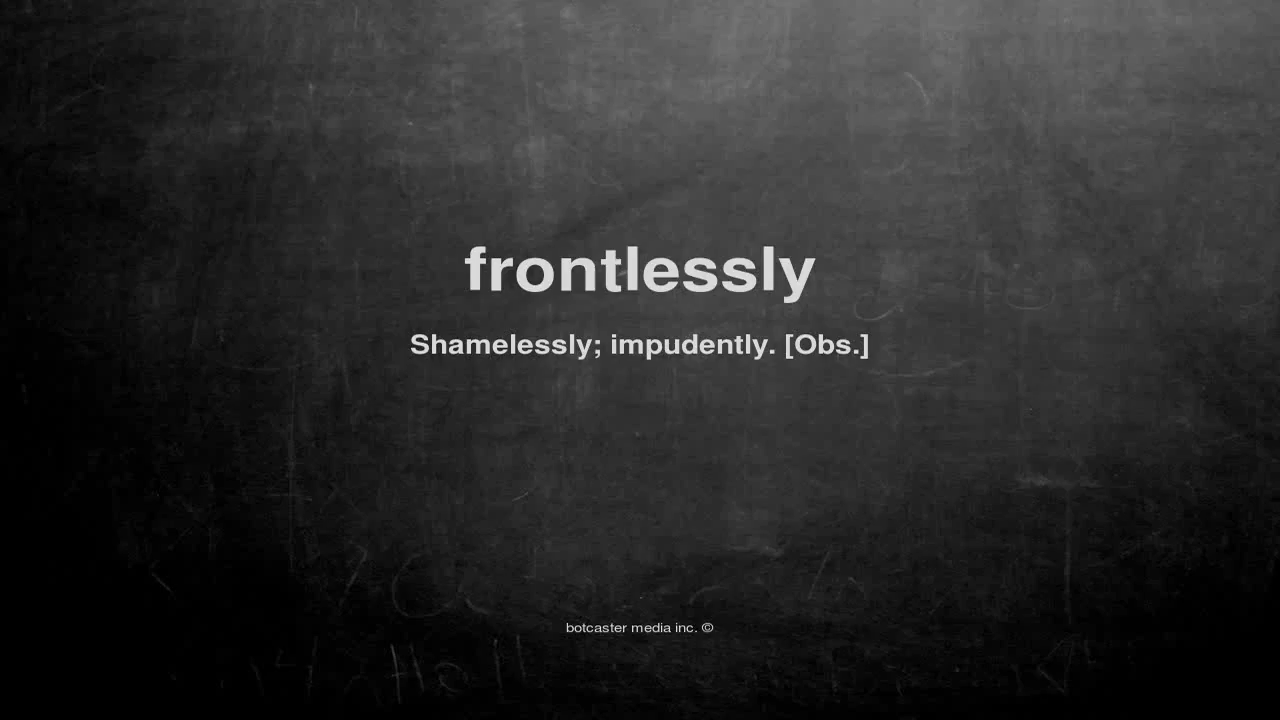 frontlessly
Shamelessly; impudently. [Obs.]
botcaster media inc. ©